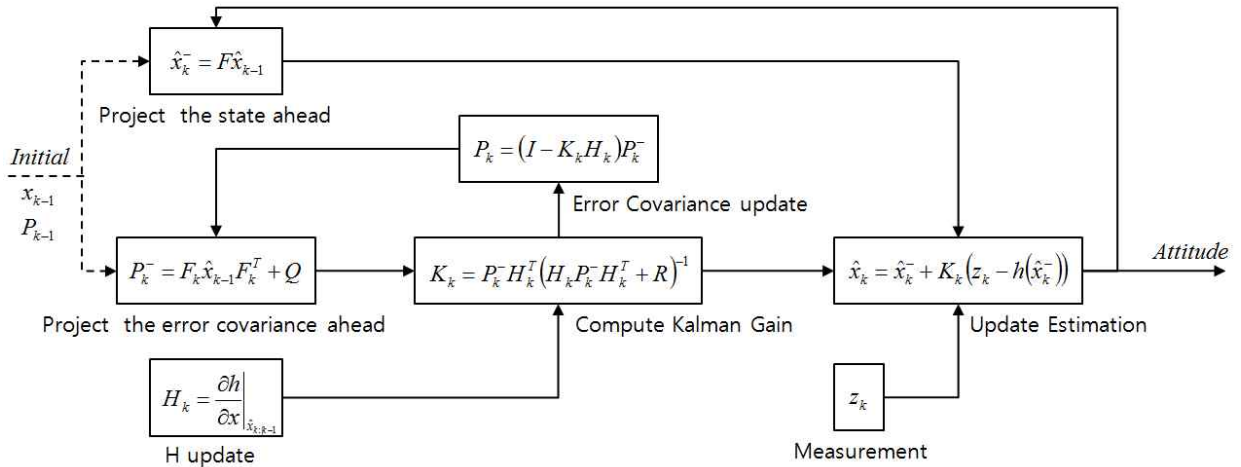 x̂ₖ⁻ = Fx̂ₖ₋₁
Project the state ahead
Initial
xₖ₋₁
Pₖ₋₁
Pₖ = (I − KₖHₖ)Pₖ⁻
Error Covariance update
Pₖ⁻ = Fₖx̂ₖ₋₁Fₖᵀ + Q
Project the error covariance ahead
Kₖ = Pₖ⁻Hₖᵀ(HₖPₖ⁻Hₖᵀ + R)⁻¹
Compute Kalman Gain
x̂ₖ = x̂ₖ⁻ + Kₖ(zₖ − h(x̂ₖ⁻))
Update Estimation
Attitude
Hₖ = ∂h/∂x|x̂ₖ:ₖ₋₁
H update
zₖ
Measurement